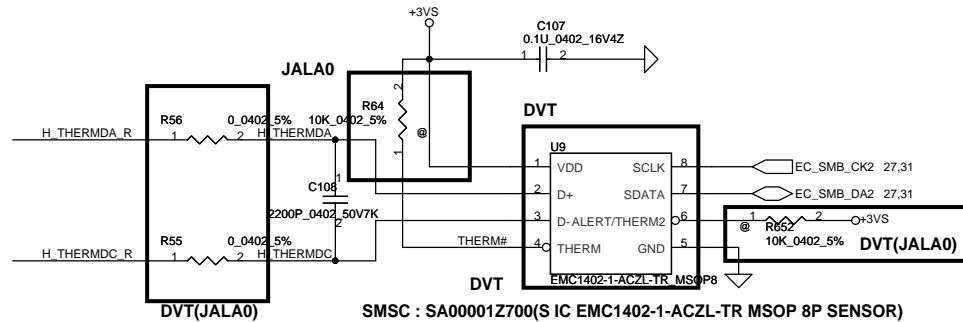 +3VS
C107
0.1U_0402_16V4Z
1 2
JALA0
2
R64
10K_0402_5%
@
1
DVT
R56 0_0402_5%
H_THERMDA_R 1 2 H_THERMDA
U9
1 VDD SCLK 8 EC_SMB_CK2 27,31
2 D+ SDATA 7 EC_SMB_DA2 27,31
3 D- ALERT/THERM2 6
4 THERM GND 5
THERM#
EMC1402-1-ACZL-TR_MSOP8
1
C108
2200P_0402_50V7K
2
1 2 +3VS
@ R652
10K_0402_5%
DVT(JALA0)
R55 0_0402_5%
H_THERMDC_R 1 2 H_THERMDC
DVT
DVT(JALA0)
SMSC : SA00001Z700(S IC EMC1402-1-ACZL-TR MSOP 8P SENSOR)